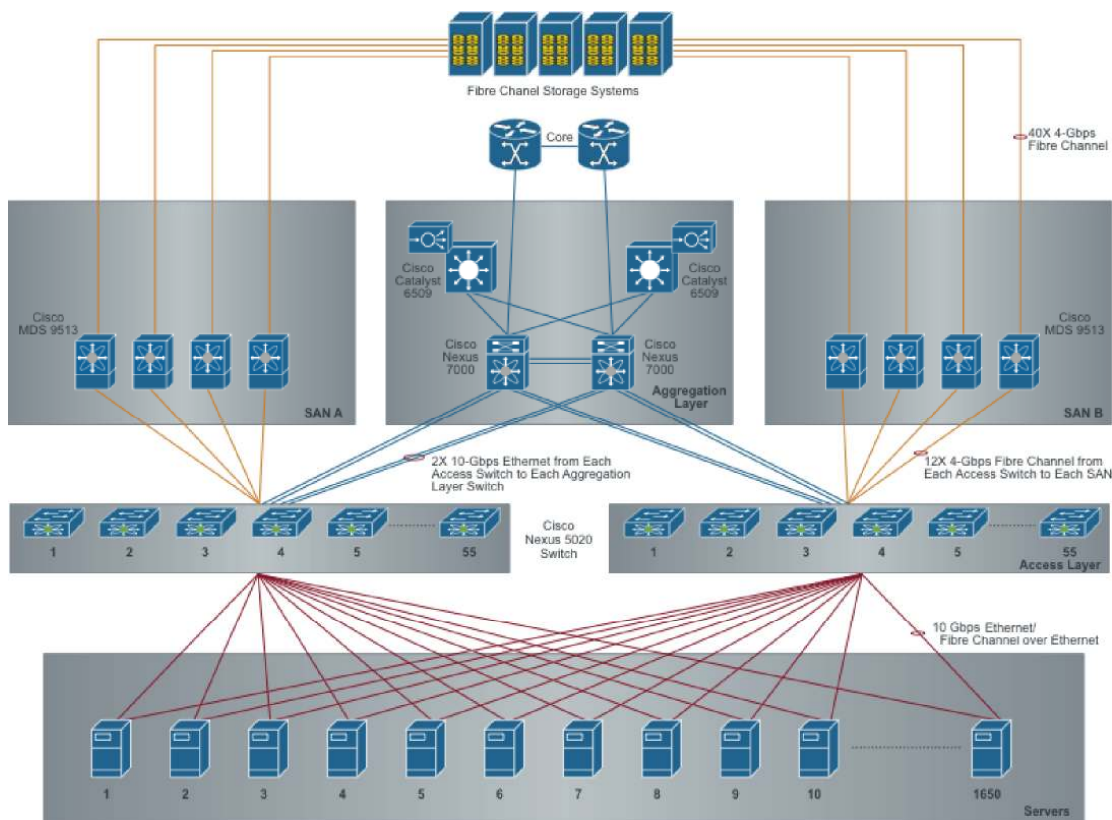 Fibre Chanel Storage Systems
Core
40X 4-Gbps
Fibre Channel
Cisco
Catalyst
6509
Cisco
Catalyst
6509
Cisco
MDS 9513
Cisco
Nexus
7000
Cisco
Nexus
7000
Cisco
MDS 9513
SAN A
Aggregation
Layer
SAN B
2X 10-Gbps Ethernet from Each
Access Switch to Each Aggregation
Layer Switch
12X 4-Gbps Fibre Channel from
Each Access Switch to Each SAN
1 2 3 4 5 55
Cisco
Nexus 5020
Switch
1 2 3 4 5 55
Access Layer
10 Gbps Ethernet/
Fibre Channel over Ethernet
1 2 3 4 5 6 7 8 9 10 1650
Servers